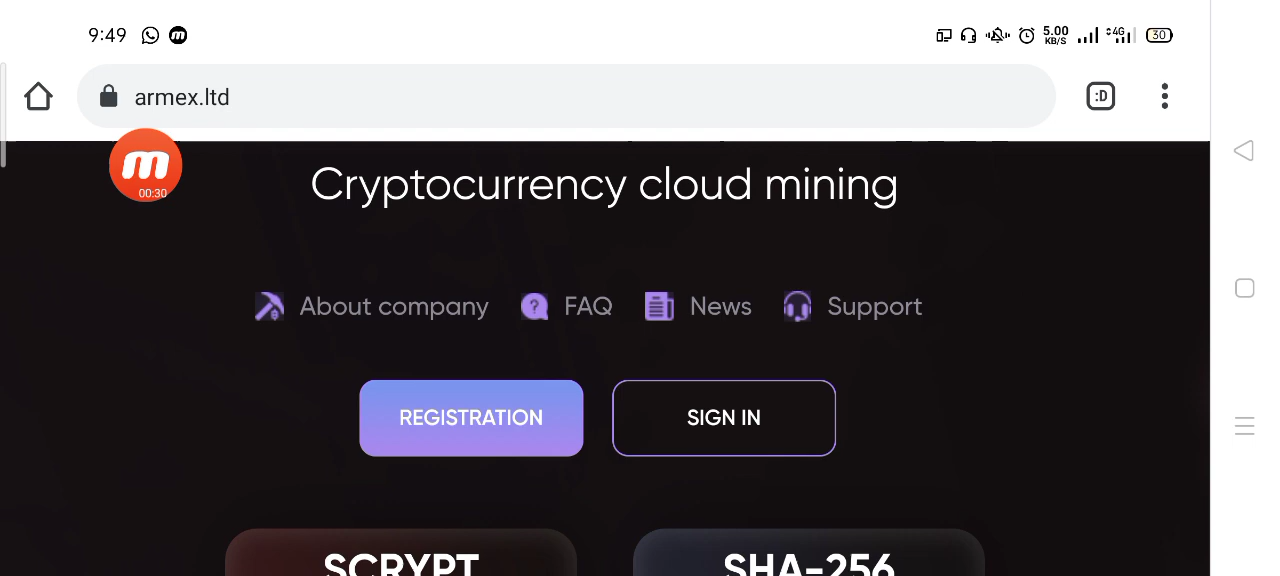 9:49 5.00 KB/S 4G 30
armex.ltd :D
m 00:30
Cryptocurrency cloud mining
About company FAQ News Support
REGISTRATION SIGN IN
SCRYPT SHA-256